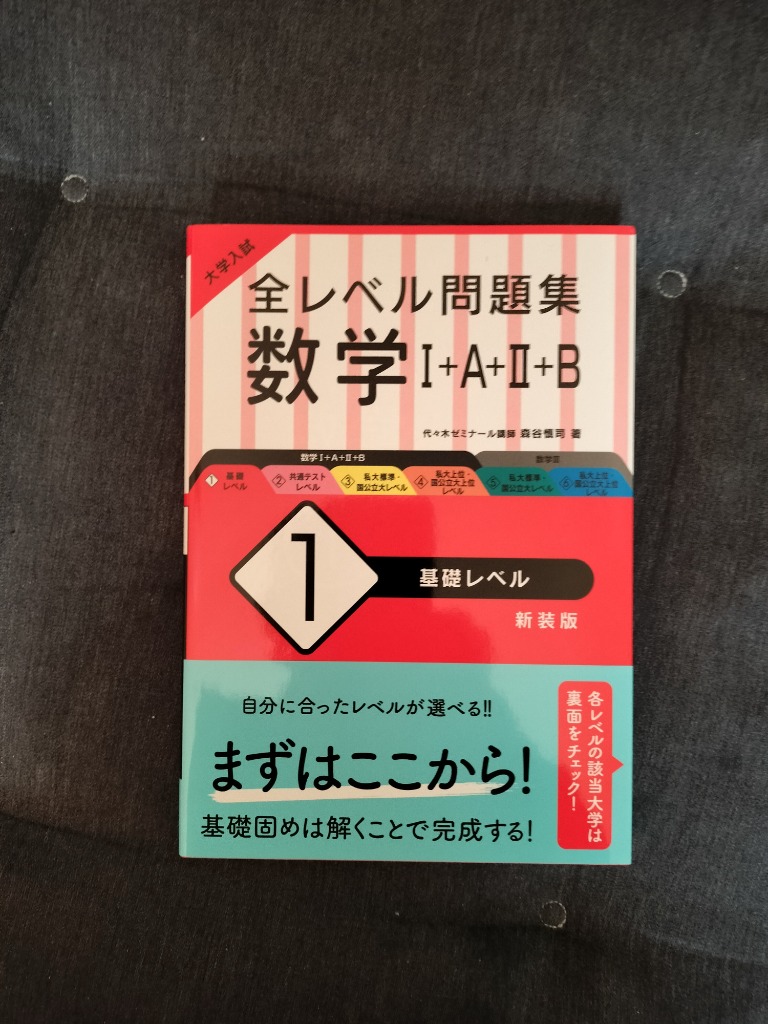 大学入試
全レベル問題集
数学 I+A+II+B
代々木ゼミナール講師 森谷慎司 著
数学 I+A+II+B
数学III
1 基礎
レベル
2 共通テスト
レベル
3 私大標準・
国公立大レベル
4 私大上位・
国公立大上位
レベル
5 私大標準・
国公立大レベル
6 私大上位・
国公立大上位
レベル
1
基礎レベル
新装版
自分に合ったレベルが選べる!!
まずはここから!
基礎固めは解くことで完成する!
各レベルの該当大学は
裏面をチェック!